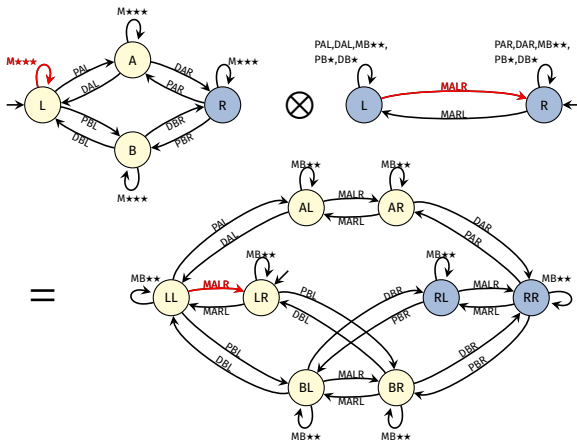 M★★★
M★★★
A
PAL
DAL
DAR
PAR
M★★★
L
R
PBL
DBL
DBR
PBR
B
M★★★
⊗
PAL,DAL,MB★★,
PB★,DB★
PAR,DAR,MB★★,
PB★,DB★
L
MALR
MARL
R
=
MB★★
MB★★
AL
MALR
MARL
AR
PAL
DAL
DAR
PAR
MB★★
MB★★
MB★★
MB★★
LL
MALR
MARL
LR
RL
MALR
MARL
RR
PBL
DBL
PBL
DBL
DBR
PBR
DBR
PBR
BL
MALR
MARL
BR
MB★★
MB★★